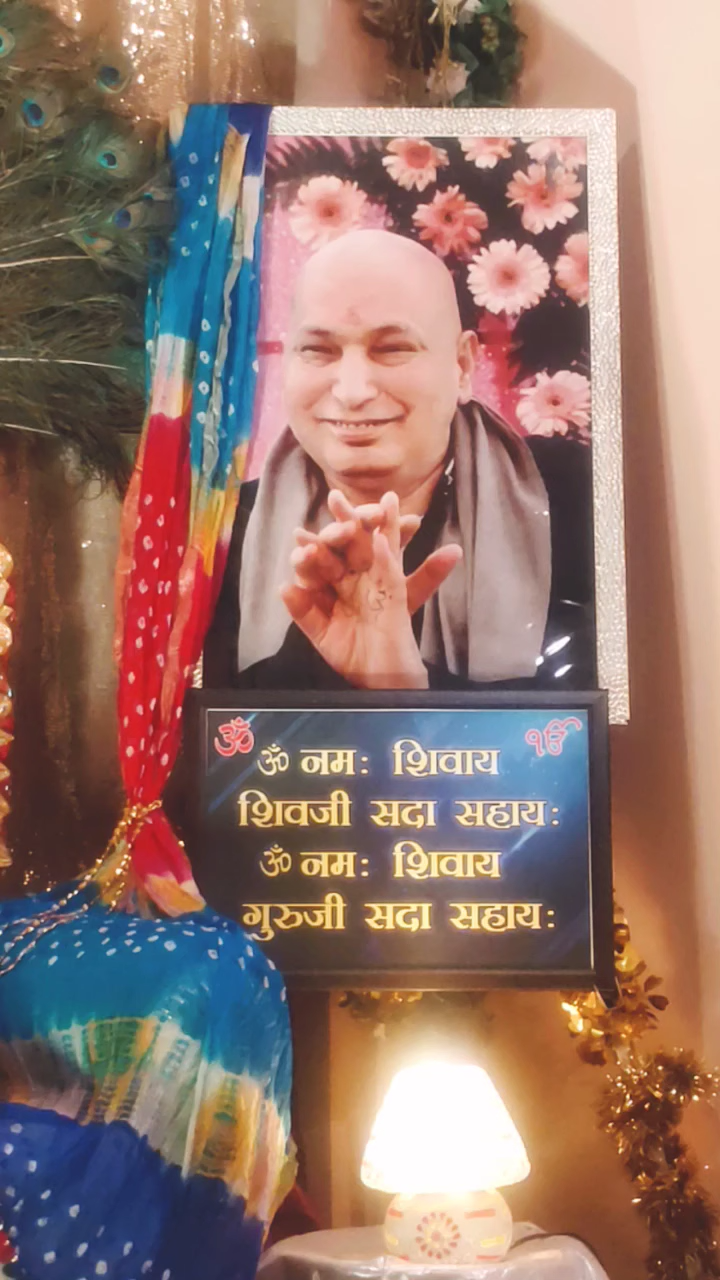 ॐ ੴ
ॐ नमः शिवाय
शिवजी सदा सहायः
ॐ नमः शिवाय
गुरुजी सदा सहायः